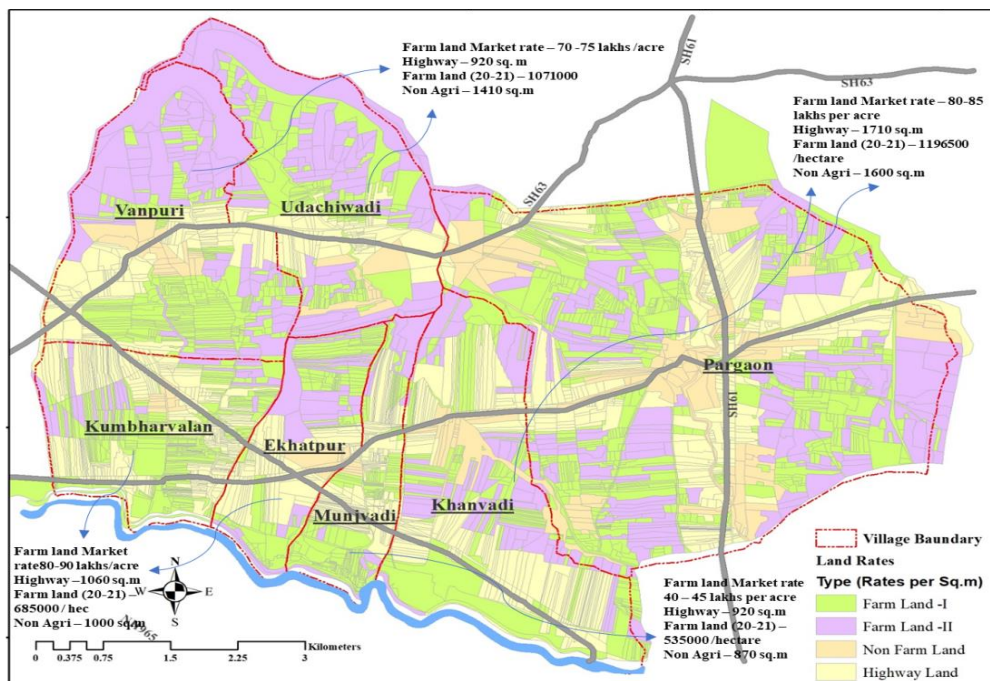 Farm land Market rate – 70 -75 lakhs /acre
Highway – 920 sq. m
Farm land (20-21) – 1071000
Non Agri – 1410 sq.m
SH61
SH63
Farm land Market rate – 80-85
lakhs per acre
Highway – 1710 sq.m
Farm land (20-21) – 1196500
/hectare
Non Agri – 1600 sq.m
SH63
Vanpuri
Udachiwadi
Pargaon
SH61
Kumbharvalan
Ekhatpur
Khanvadi
Munjvadi
Farm land Market
rate80-90 lakhs/acre
Highway –1060 sq.m
Farm land (20-21) –
685000 / hec
Non Agri – 1000 sq.m
N
W
E
S
Kilometers
0 0.375 0.75 1.5 2.25 3
Farm land Market rate
40 – 45 lakhs per acre
Highway – 920 sq.m
Farm land (20-21) –
535000 /hectare
Non Agri – 870 sq.m
Village Baundary
Land Rates
Type (Rates per Sq.m)
Farm Land -I
Farm Land -II
Non Farm Land
Highway Land